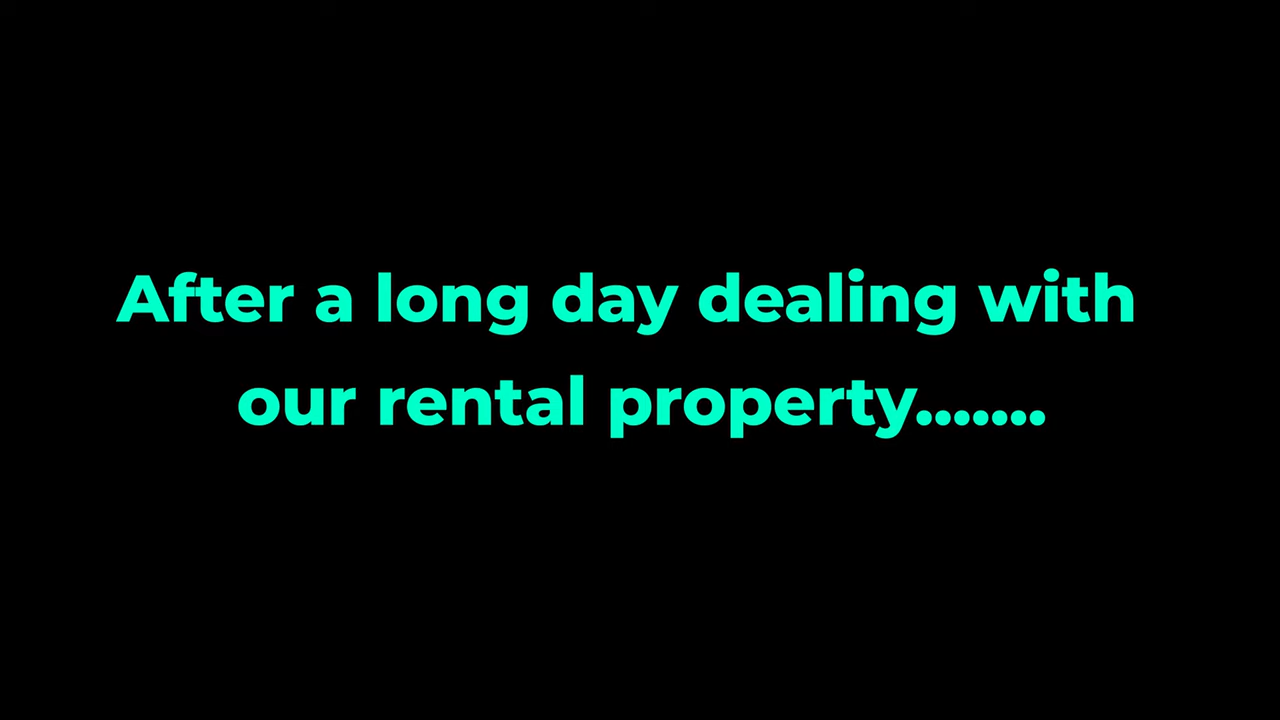 After a long day dealing with
our rental property.......